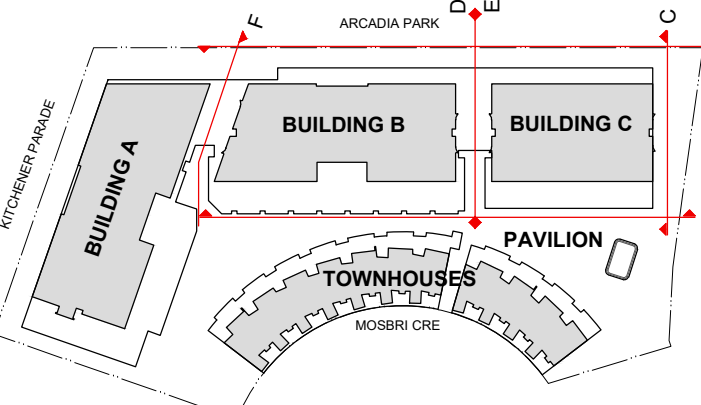 D
E
F
C
ARCADIA PARK
KITCHENER PARADE
BUILDING A
BUILDING B
BUILDING C
PAVILION
TOWNHOUSES
MOSBRI CRE